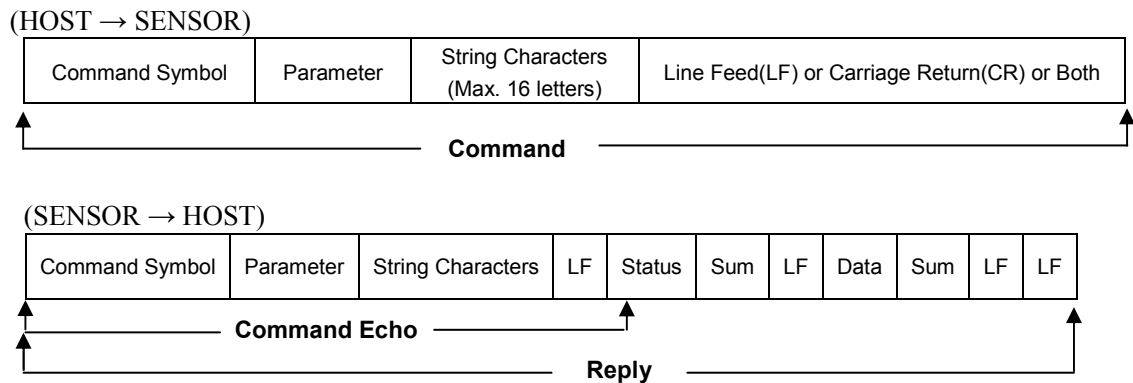 (HOST → SENSOR)
Command Symbol Parameter String Characters (Max. 16 letters) Line Feed(LF) or Carriage Return(CR) or Both
Command
(SENSOR → HOST)
Command Symbol Parameter String Characters LF Status Sum LF Data Sum LF LF
Command Echo
Reply